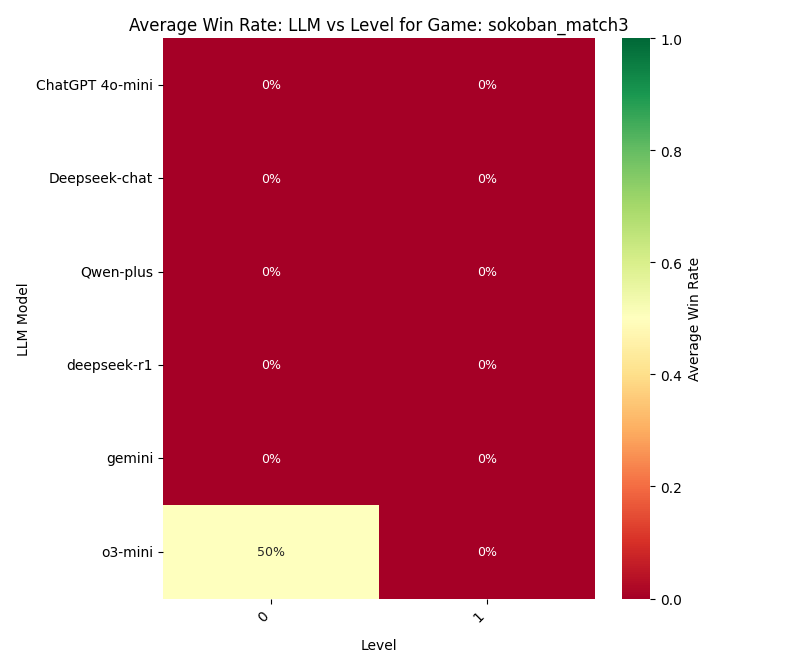 Average Win Rate: LLM vs Level for Game: sokoban_match3
LLM Model
ChatGPT 4o-mini 0% 0%
Deepseek-chat 0% 0%
Qwen-plus 0% 0%
deepseek-r1 0% 0%
gemini 0% 0%
o3-mini 50% 0%
0 1
Level
1.0
0.8
0.6
0.4
0.2
0.0
Average Win Rate